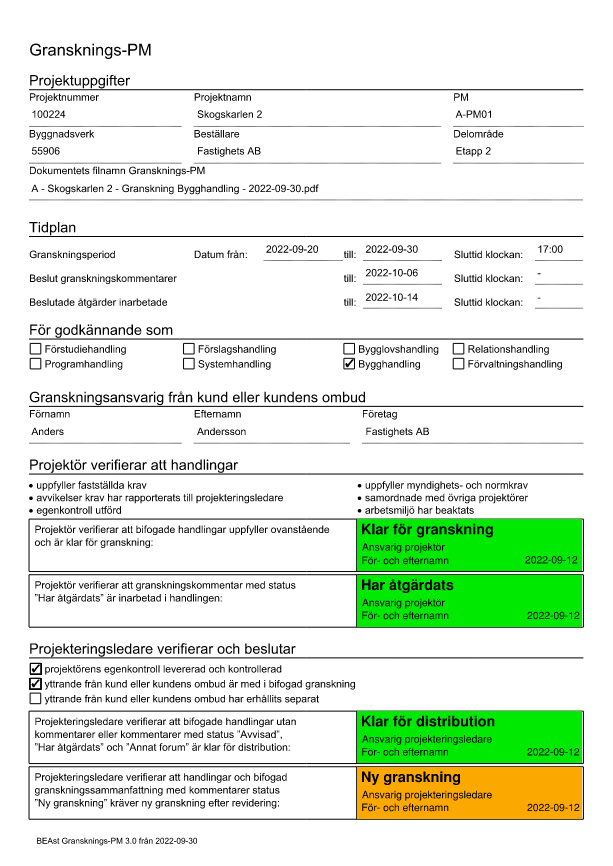 Gransknings-PM
Projektuppgifter
Projektnummer Projektnamn PM
100224 Skogskarlen 2 A-PM01
Byggnadsverk Beställare Delområde
55906 Fastighets AB Etapp 2
Dokumentets filnamn Gransknings-PM
A - Skogskarlen 2 - Granskning Bygghandling - 2022-09-30.pdf
Tidplan
Granskningsperiod Datum från: 2022-09-20 till: 2022-09-30 Sluttid klockan: 17:00
Beslut granskningskommentarer till: 2022-10-06 Sluttid klockan: -
Beslutade åtgärder inarbetade till: 2022-10-14 Sluttid klockan: -
För godkännande som
Förstudiehandling Förslagshandling Bygglovshandling Relationshandling
Programhandling Systemhandling Bygghandling Förvaltningshandling
Granskningsansvarig från kund eller kundens ombud
Förnamn Efternamn Företag
Anders Andersson Fastighets AB
Projektör verifierar att handlingar
• uppfyller fastställda krav
• avvikelser krav har rapporterats till projekteringsledare
• egenkontroll utförd
• uppfyller myndighets- och normkrav
• samordnade med övriga projektörer
• arbetsmiljö har beaktats
Projektör verifierar att bifogade handlingar uppfyller ovanstående
och är klar för granskning:
Klar för granskning
Ansvarig projektör
För- och efternamn 2022-09-12
Projektör verifierar att granskningskommentar med status
"Har åtgärdats" är inarbetad i handlingen:
Har åtgärdats
Ansvarig projektör
För- och efternamn 2022-09-12
Projekteringsledare verifierar och beslutar
projektörens egenkontroll levererad och kontrollerad
yttrande från kund eller kundens ombud är med i bifogad granskning
yttrande från kund eller kundens ombud har erhållits separat
Projekteringsledare verifierar att bifogade handlingar utan
kommentarer eller kommentarer med status "Avvisad",
"Har åtgärdats" och "Annat forum" är klar för distribution:
Klar för distribution
Ansvarig projekteringsledare
För- och efternamn 2022-09-12
Projekteringsledare verifierar att handlingar och bifogad
granskningssammanfattning med kommentarer status
"Ny granskning" kräver ny granskning efter revidering:
Ny granskning
Ansvarig projekteringsledare
För- och efternamn 2022-09-12
BEAst Gransknings-PM 3.0 från 2022-09-30